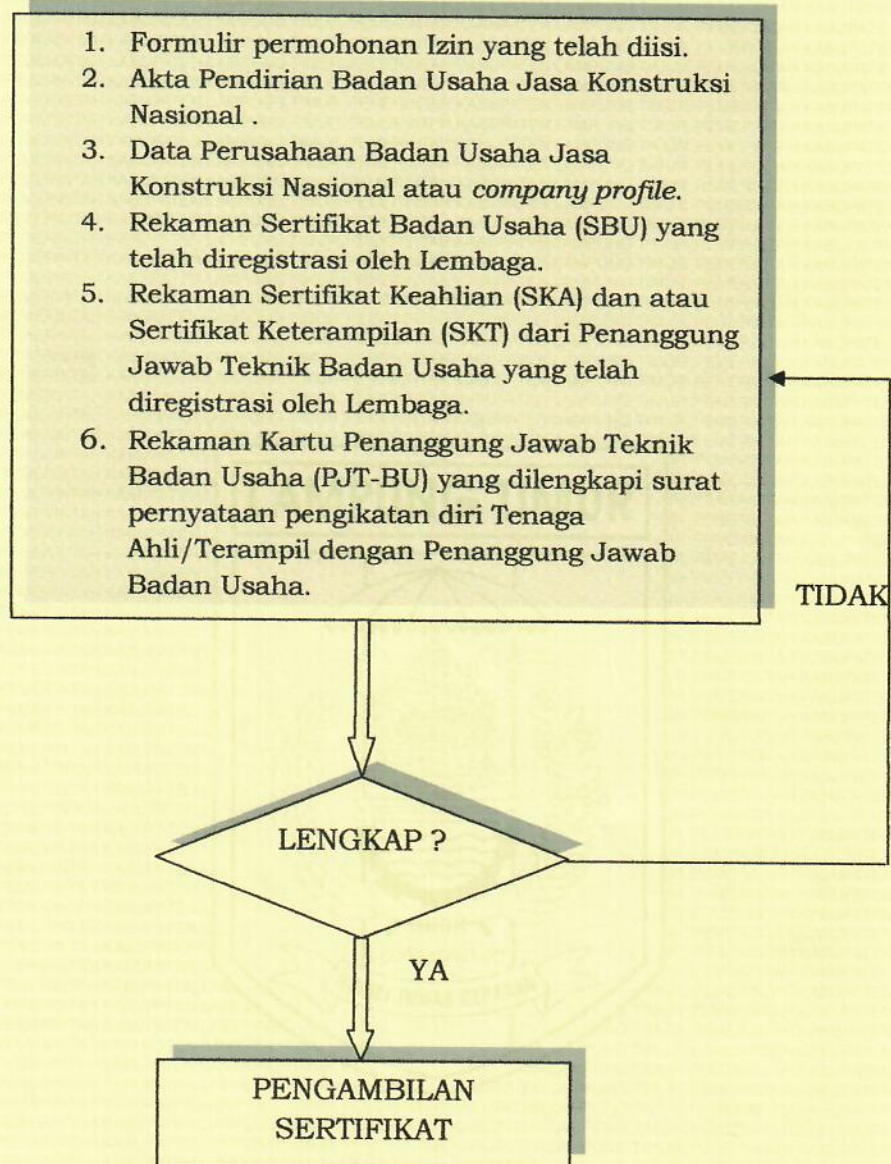 1. Formulir permohonan Izin yang telah diisi.
2. Akta Pendirian Badan Usaha Jasa Konstruksi
Nasional .
3. Data Perusahaan Badan Usaha Jasa
Konstruksi Nasional atau company profile.
4. Rekaman Sertifikat Badan Usaha (SBU) yang
telah diregistrasi oleh Lembaga.
5. Rekaman Sertifikat Keahlian (SKA) dan atau
Sertifikat Keterampilan (SKT) dari Penanggung
Jawab Teknik Badan Usaha yang telah
diregistrasi oleh Lembaga.
6. Rekaman Kartu Penanggung Jawab Teknik
Badan Usaha (PJT-BU) yang dilengkapi surat
pernyataan pengikatan diri Tenaga
Ahli/Terampil dengan Penanggung Jawab
Badan Usaha.
TIDAK
LENGKAP ?
YA
PENGAMBILAN
SERTIFIKAT